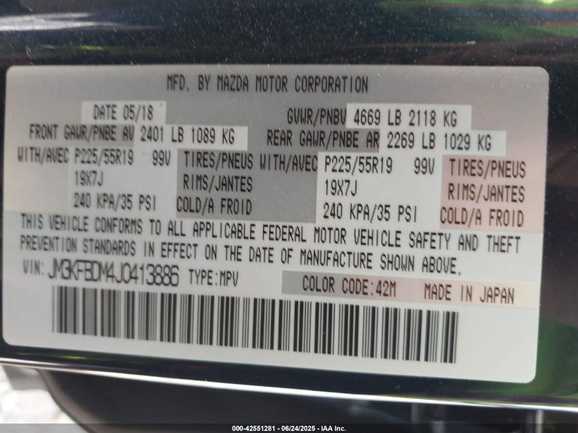 MFD. BY MAZDA MOTOR CORPORATION
DATE 05/18 GVWR/PNBV 4669 LB 2118 KG
FRONT GAWR/PNBE AV 2401 LB 1089 KG REAR GAWR/PNBE AR 2269 LB 1029 KG
WITH/AVEC P225/55R19 99V TIRES/PNEUS WITH/AVEC P225/55R19 99V TIRES/PNEUS
19X7J RIMS/JANTES 19X7J RIMS/JANTES
240 KPA/35 PSI COLD/A FROID 240 KPA/35 PSI COLD/A FROID
THIS VEHICLE CONFORMS TO ALL APPLICABLE FEDERAL MOTOR VEHICLE SAFETY AND THEFT
PREVENTION STANDARDS IN EFFECT ON THE DATE OF MANUFACTURE SHOWN ABOVE.
VIN: JM3KFBDM4J0413886 TYPE:MPV COLOR CODE:42M MADE IN JAPAN
000-42551281 - 06/24/2025 - IAA Inc.